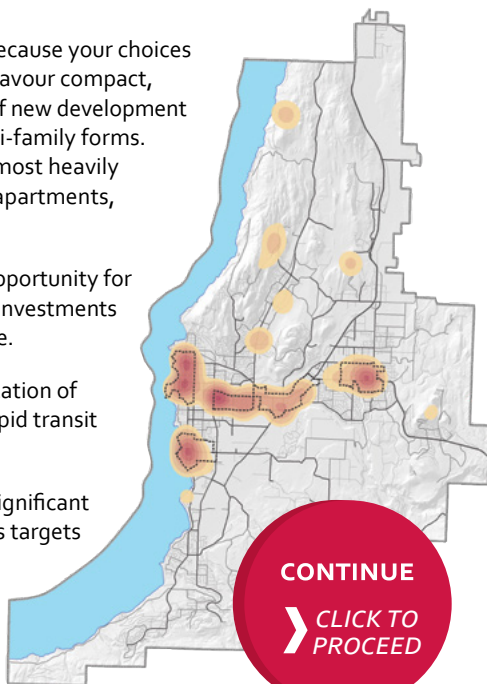 ecause your choices
avour compact,
f new development
i-family forms.
most heavily
apartments,
pportunity for
investments
e.
ation of
pid transit
ignificant
s targets
CONTINUE
CLICK TO
PROCEED